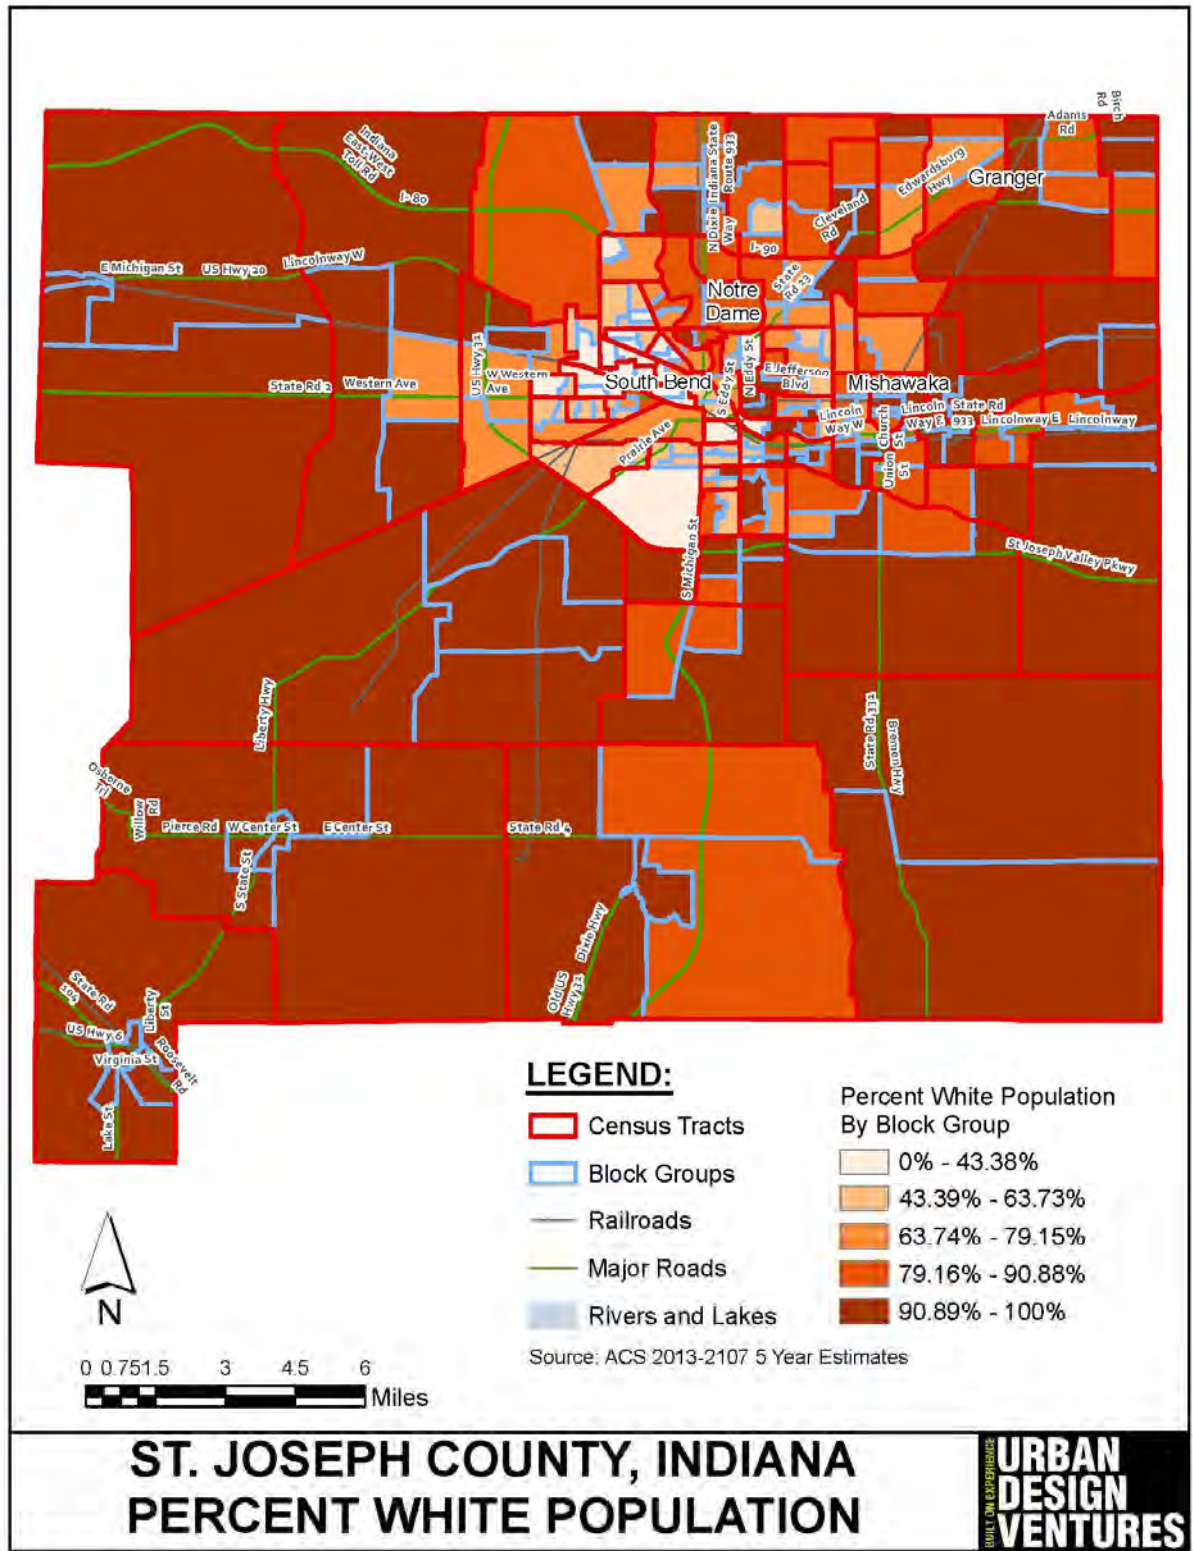 Birch
Rd
Adams
Rd
Indiana
East-West
Toll Rd
I- 80
N Dixie Indiana State
Way Route 933
Edwardsburg
Hwy
Granger
Cleveland
Rd
I- 90
E Michigan St
US Hwy 20
Lincolnway W
State
Rd 23
Notre
Dame
US Hwy 31
W Western
Ave
South Bend
S Eddy St
N Eddy St
E Jefferson
Blvd
Mishawaka
State Rd 2
Western Ave
Lincoln
Way W
Church
St
Union
St
Lincoln
Way E
State Rd
933
Lincolnway E
Lincolnway
Prairie Ave
S Michigan St
St Joseph Valley Pkwy
Liberty Hwy
State Rd 331
Bremen Hwy
Osborne
Trl
Willow
Rd
Pierce Rd
W Center St
E Center St
State Rd 4
S State St
Old US
Hwy 31
Dixie Hwy
State Rd
104
Liberty
St
US Hwy 6
Virginia St
Roosevelt
Rd
Lake St
LEGEND:
Census Tracts
Block Groups
Railroads
Major Roads
Rivers and Lakes
Percent White Population
By Block Group
0% - 43.38%
43.39% - 63.73%
63.74% - 79.15%
79.16% - 90.88%
90.89% - 100%
Source: ACS 2013-2107 5 Year Estimates
N
0 0.751.5 3 4.5 6
Miles
ST. JOSEPH COUNTY, INDIANA
PERCENT WHITE POPULATION
BUILT ON EXPERIENCE
URBAN
DESIGN
VENTURES